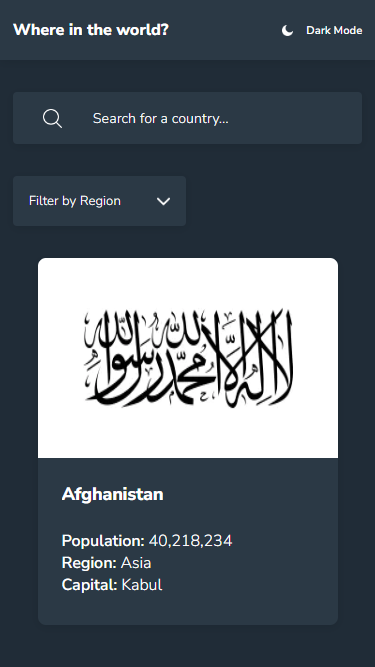 Where in the world?
Dark Mode
Search for a country...
Filter by Region
لا إله إلا الله محمد رسول الله
Afghanistan
Population: 40,218,234
Region: Asia
Capital: Kabul